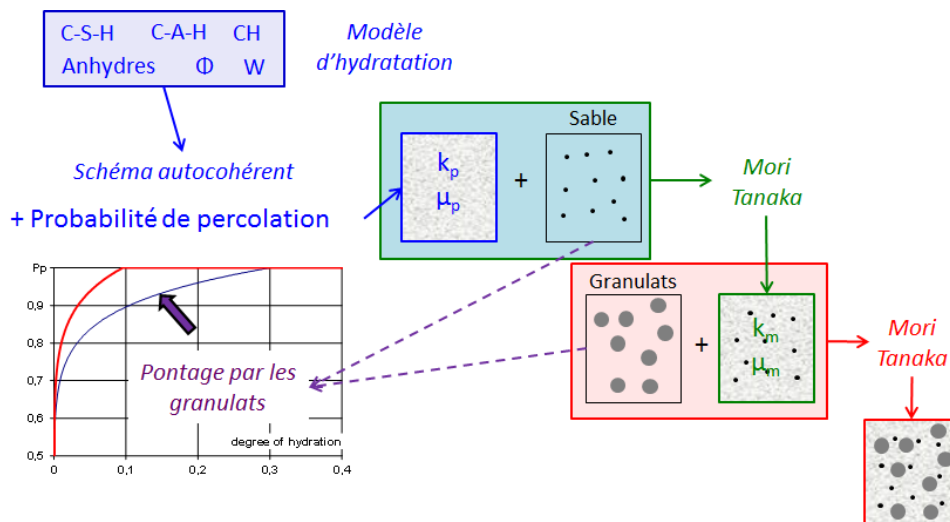 C-S-H C-A-H CH
Anhydres Φ W
Modèle
d'hydratation
Schéma autocohérent
+ Probabilité de percolation
kp
μp
+
Sable
Mori
Tanaka
Granulats
+
km
μm
Mori
Tanaka
Pp
0,9
0,8
0,7
0,6
0,5
0 0,1 0,2 0,3 0,4
degree of hydration
Pontage par les
granulats